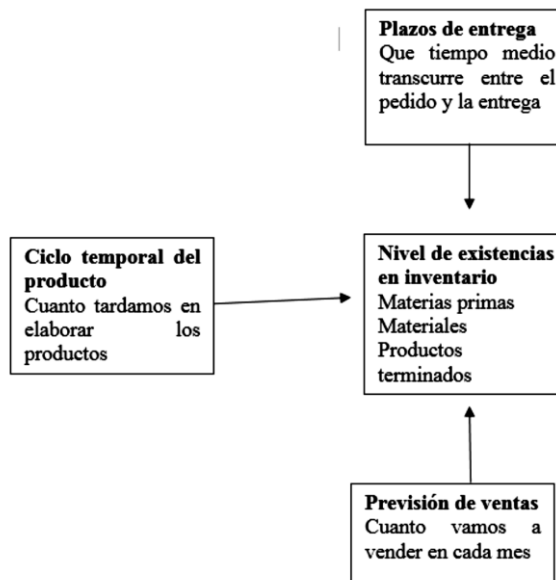 Plazos de entrega
Que tiempo medio
transcurre entre el
pedido y la entrega
Ciclo temporal del
producto
Cuanto tardamos en
elaborar los
productos
Nivel de existencias
en inventario
Materias primas
Materiales
Productos
terminados
Previsión de ventas
Cuanto vamos a
vender en cada mes